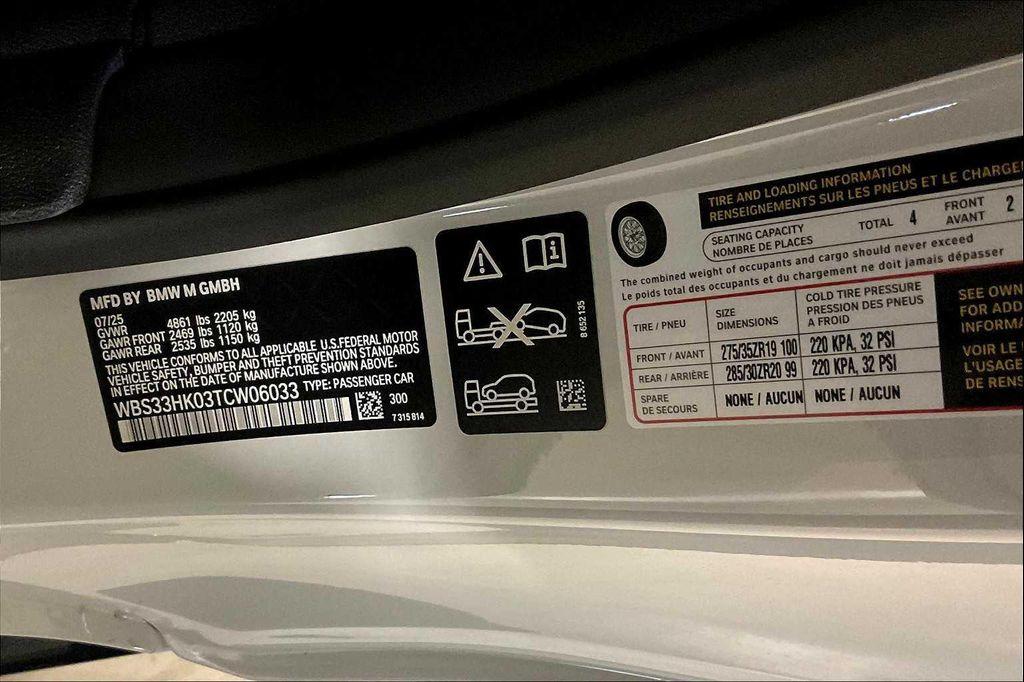 MFD BY BMW M GMBH
07/25
GVWR 4861 lbs 2205 kg
GAWR FRONT 2469 lbs 1120 kg
GAWR REAR 2535 lbs 1150 kg
THIS VEHICLE CONFORMS TO ALL APPLICABLE U.S.FEDERAL MOTOR
VEHICLE SAFETY, BUMPER AND THEFT PREVENTION STANDARDS
IN EFFECT ON THE DATE OF MANUFACTURE SHOWN ABOVE.
WBS33HK03TCW06033 TYPE: PASSENGER CAR
300
7 315 814
8 652 135
TIRE AND LOADING INFORMATION
RENSEIGNEMENTS SUR LES PNEUS ET LE CHARGE
SEATING CAPACITY
NOMBRE DE PLACES
TOTAL 4
FRONT
AVANT 2
The combined weight of occupants and cargo should never exceed
Le poids total des occupants et du chargement ne doit jamais dépasser
TIRE / PNEU
SIZE
DIMENSIONS
COLD TIRE PRESSURE
PRESSION DES PNEUS
A FROID
FRONT / AVANT 275/35ZR19 100 220 KPA, 32 PSI
REAR / ARRIÈRE 285/30ZR20 99 220 KPA, 32 PSI
SPARE
DE SECOURS
NONE / AUCUN NONE / AUCUN
SEE OWN
FOR ADD
INFORMA
VOIR LE
L'USAGE
DE RENS